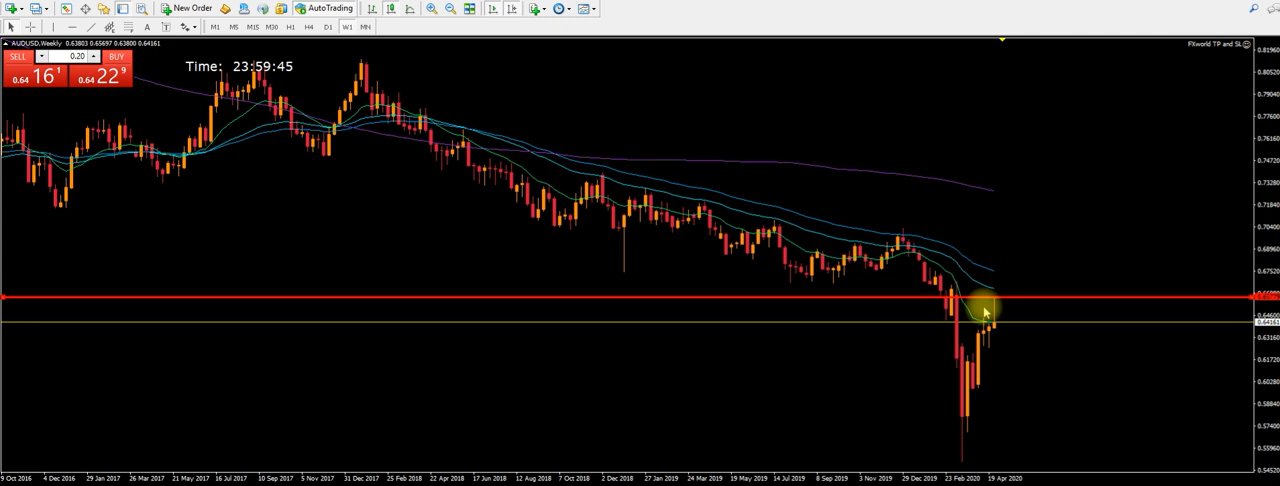 New Order AutoTrading
A T M1 M5 M15 M30 H1 H4 D1 W1 MN
AUDUSD,Weekly 0.63803 0.65697 0.63800 0.64161
FXworld TP and SL
SELL 0.20 BUY
0.64 16 1 0.64 22 9
Time: 23:59:45
0.81960
0.80520
0.79040
0.77600
0.76160
0.74720
0.73280
0.71840
0.70400
0.68960
0.67520
0.64600
0.64161
0.63160
0.61720
0.60280
0.58840
0.57400
0.55960
0.54520
9 Oct 2016 4 Dec 2016 29 Jan 2017 26 Mar 2017 21 May 2017 16 Jul 2017 10 Sep 2017 5 Nov 2017 31 Dec 2017 25 Feb 2018 22 Apr 2018 17 Jun 2018 12 Aug 2018 7 Oct 2018 2 Dec 2018 27 Jan 2019 24 Mar 2019 19 May 2019 14 Jul 2019 8 Sep 2019 3 Nov 2019 29 Dec 2019 23 Feb 2020 19 Apr 2020